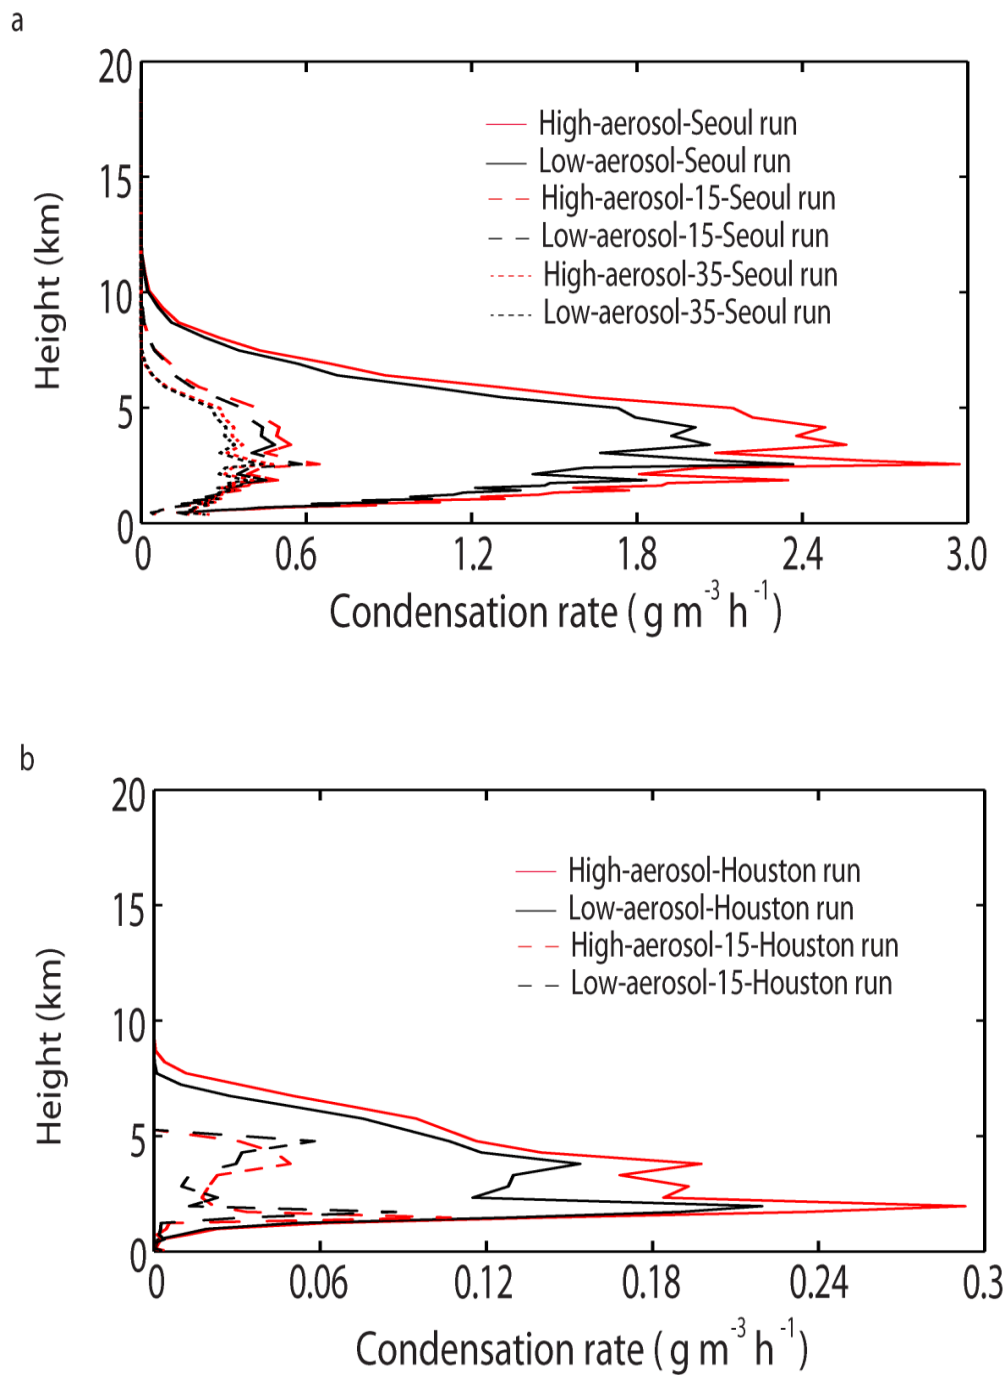 a
20
15
10
5
0
Height (km)
High-aerosol-Seoul run
Low-aerosol-Seoul run
High-aerosol-15-Seoul run
Low-aerosol-15-Seoul run
High-aerosol-35-Seoul run
Low-aerosol-35-Seoul run
0 0.6 1.2 1.8 2.4 3.0
Condensation rate ( g m⁻³ h⁻¹)
b
20
15
10
5
0
Height (km)
High-aerosol-Houston run
Low-aerosol-Houston run
High-aerosol-15-Houston run
Low-aerosol-15-Houston run
0 0.06 0.12 0.18 0.24 0.3
Condensation rate ( g m⁻³ h⁻¹)